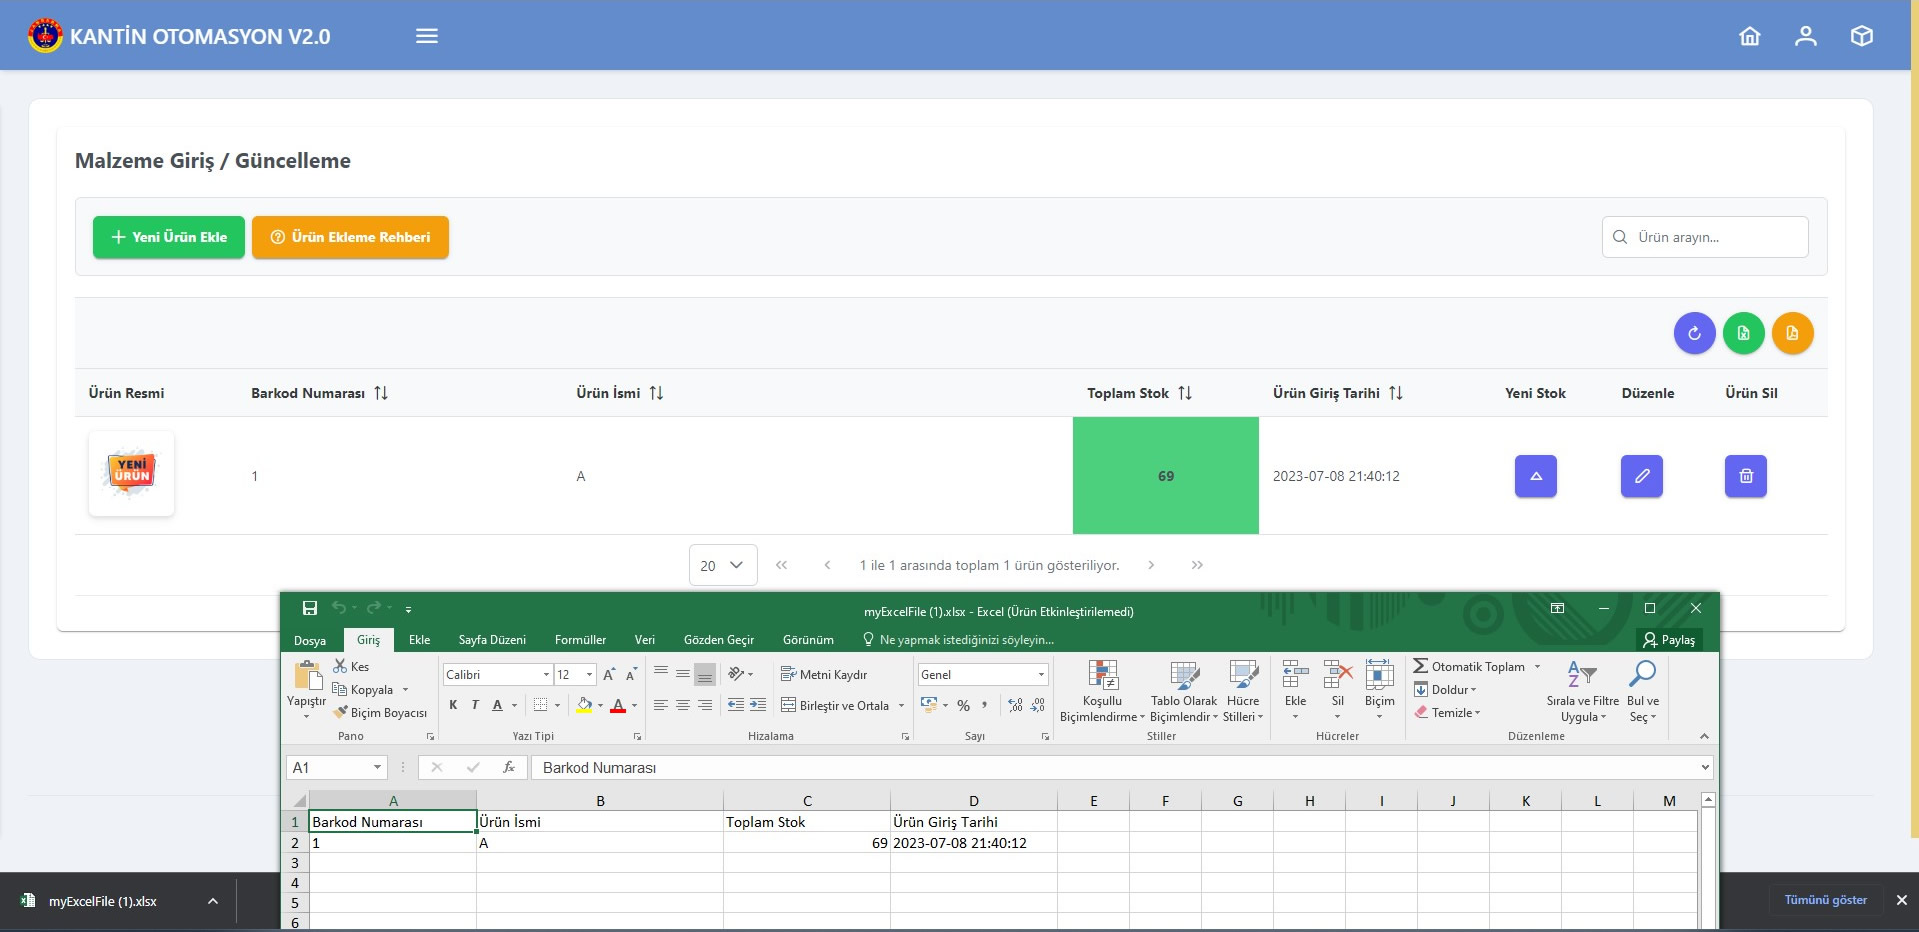 KANTİN OTOMASYON V2.0
Malzeme Giriş / Güncelleme
Yeni Ürün Ekle
Ürün Ekleme Rehberi
Ürün arayın...
Ürün Resmi Barkod Numarası Ürün İsmi Toplam Stok Ürün Giriş Tarihi Yeni Stok Düzenle Ürün Sil
YENİ
ÜRÜN
1 A 69 2023-07-08 21:40:12
20 1 ile 1 arasında toplam 1 ürün gösteriliyor.
myExcelFile (1).xlsx - Excel (Ürün Etkinleştirilemedi)
Dosya Giriş Ekle Sayfa Düzeni Formüller Veri Gözden Geçir Görünüm Ne yapmak istediğinizi söyleyin... Paylaş
Yapıştır
Kes
Kopyala
Biçim Boyacısı
Pano
Calibri 12
K T A A
Yazı Tipi
Metni Kaydır
Birleştir ve Ortala
Hizalama
Genel
%
Sayı
Koşullu
Biçimlendirme
Tablo Olarak
Biçimlendir
Hücre
Stilleri
Stiller
Ekle
Sil
Biçim
Hücreler
Otomatik Toplam
Doldur
Temizle
Sırala ve Filtre
Uygula
Bul ve
Seç
Düzenleme
A1 fx Barkod Numarası
A B C D E F G H I J K L M
1 Barkod Numarası Ürün İsmi Toplam Stok Ürün Giriş Tarihi
2 1 A 69 2023-07-08 21:40:12
3
4
5
6
myExcelFile (1).xlsx
Tümünü göster